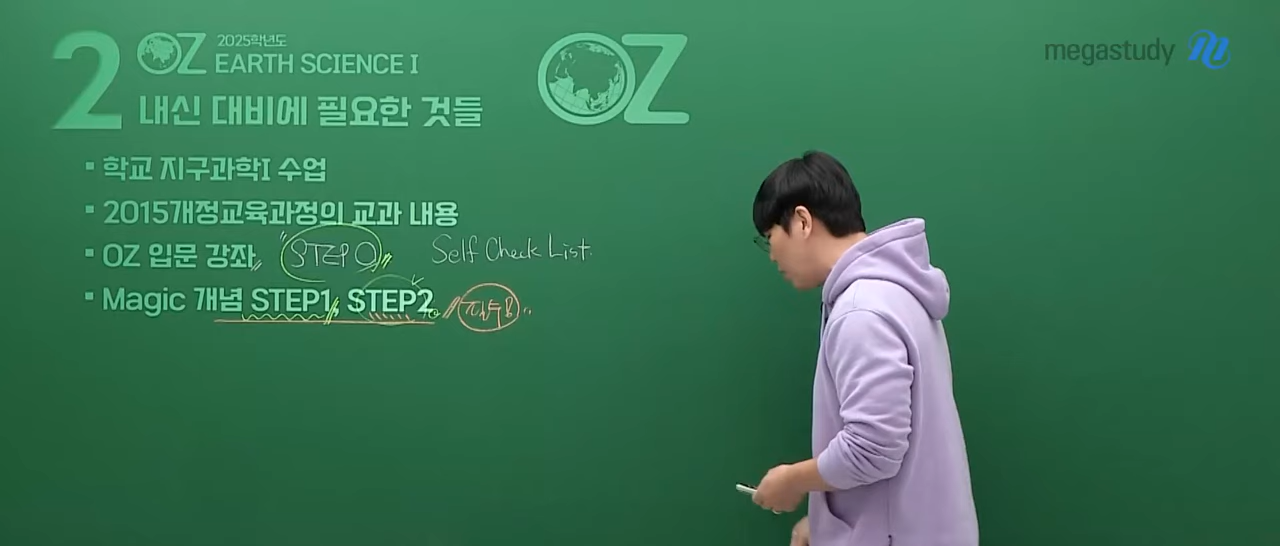 2
OZ 2025학년도
EARTH SCIENCE I
내신 대비에 필요한 것들
OZ
megastudy
▪ 학교 지구과학I 수업
▪ 2015개정교육과정의 교과 내용
▪ OZ 입문 강좌 " STEP 0 " Self Check List.
▪ Magic 개념 STEP1, STEP2